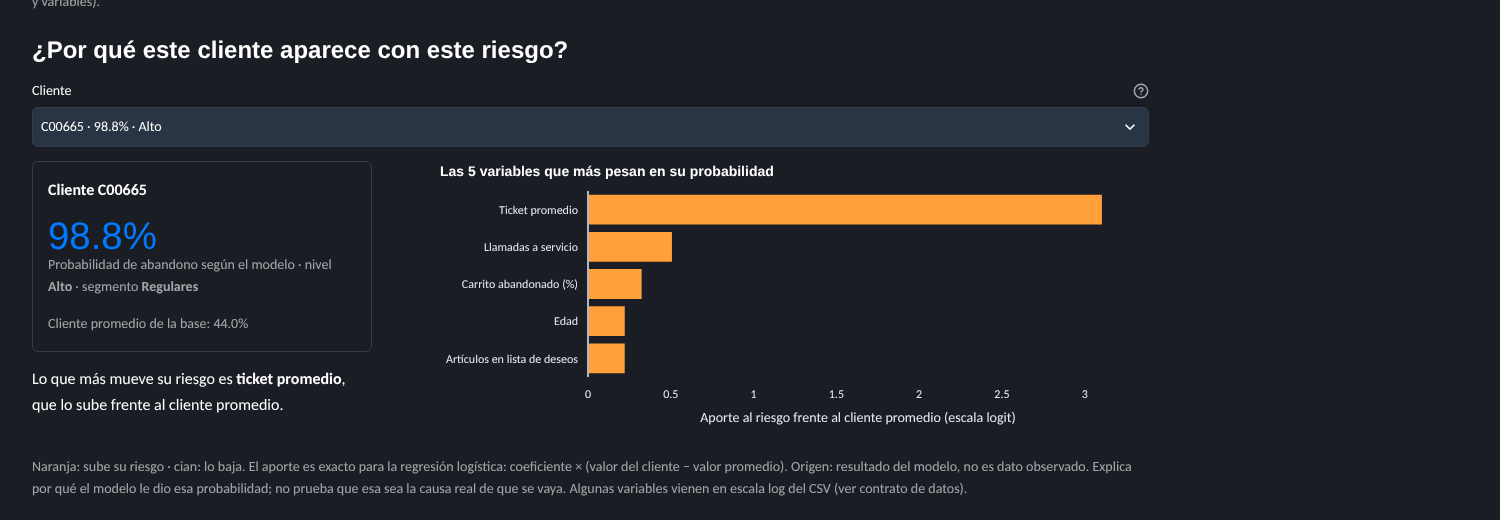 y variables).
¿Por qué este cliente aparece con este riesgo?
Cliente
C00665 · 98.8% · Alto
Cliente C00665
98.8%
Probabilidad de abandono según el modelo · nivel
Alto · segmento Regulares
Cliente promedio de la base: 44.0%
Lo que más mueve su riesgo es ticket promedio,
que lo sube frente al cliente promedio.
Las 5 variables que más pesan en su probabilidad
Ticket promedio
Llamadas a servicio
Carrito abandonado (%)
Edad
Artículos en lista de deseos
0 0.5 1 1.5 2 2.5 3
Aporte al riesgo frente al cliente promedio (escala logit)
Naranja: sube su riesgo · cian: lo baja. El aporte es exacto para la regresión logística: coeficiente × (valor del cliente − valor promedio). Origen: resultado del modelo, no es dato observado. Explica
por qué el modelo le dio esa probabilidad; no prueba que esa sea la causa real de que se vaya. Algunas variables vienen en escala log del CSV (ver contrato de datos).